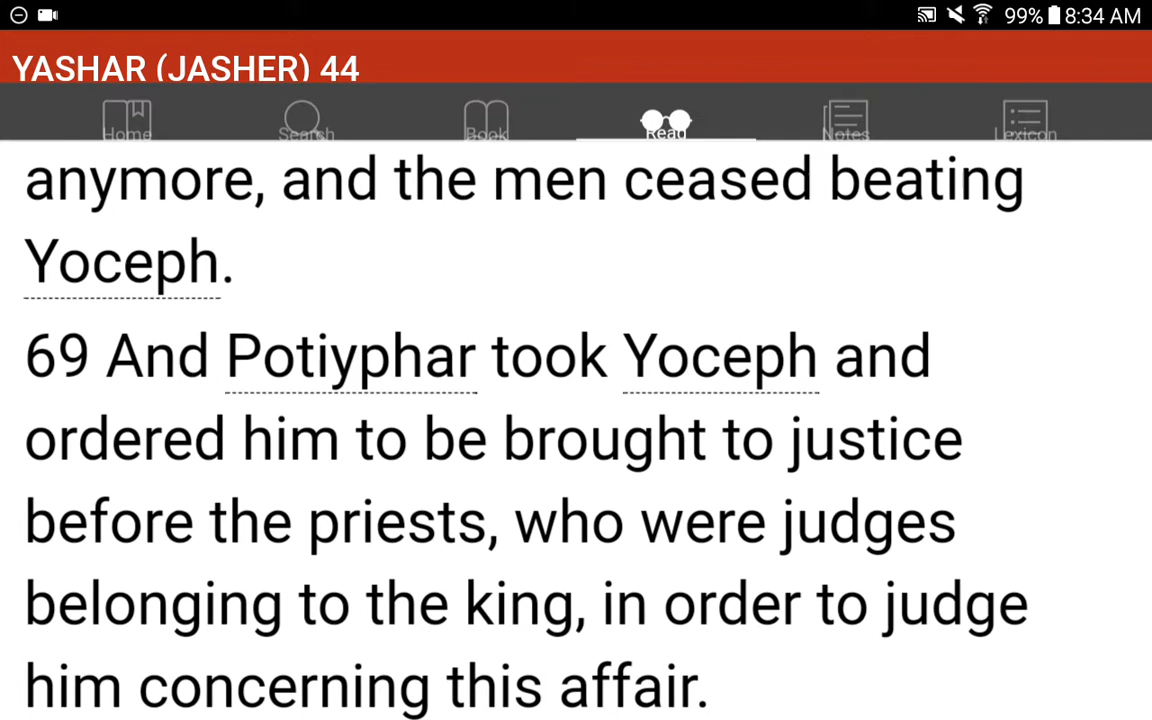 99% 8:34 AM
YASHAR (JASHER) 44
Home Search Book Read Notes Lexicon
anymore, and the men ceased beating
Yoceph.
69 And Potiyphar took Yoceph and
ordered him to be brought to justice
before the priests, who were judges
belonging to the king, in order to judge
him concerning this affair.